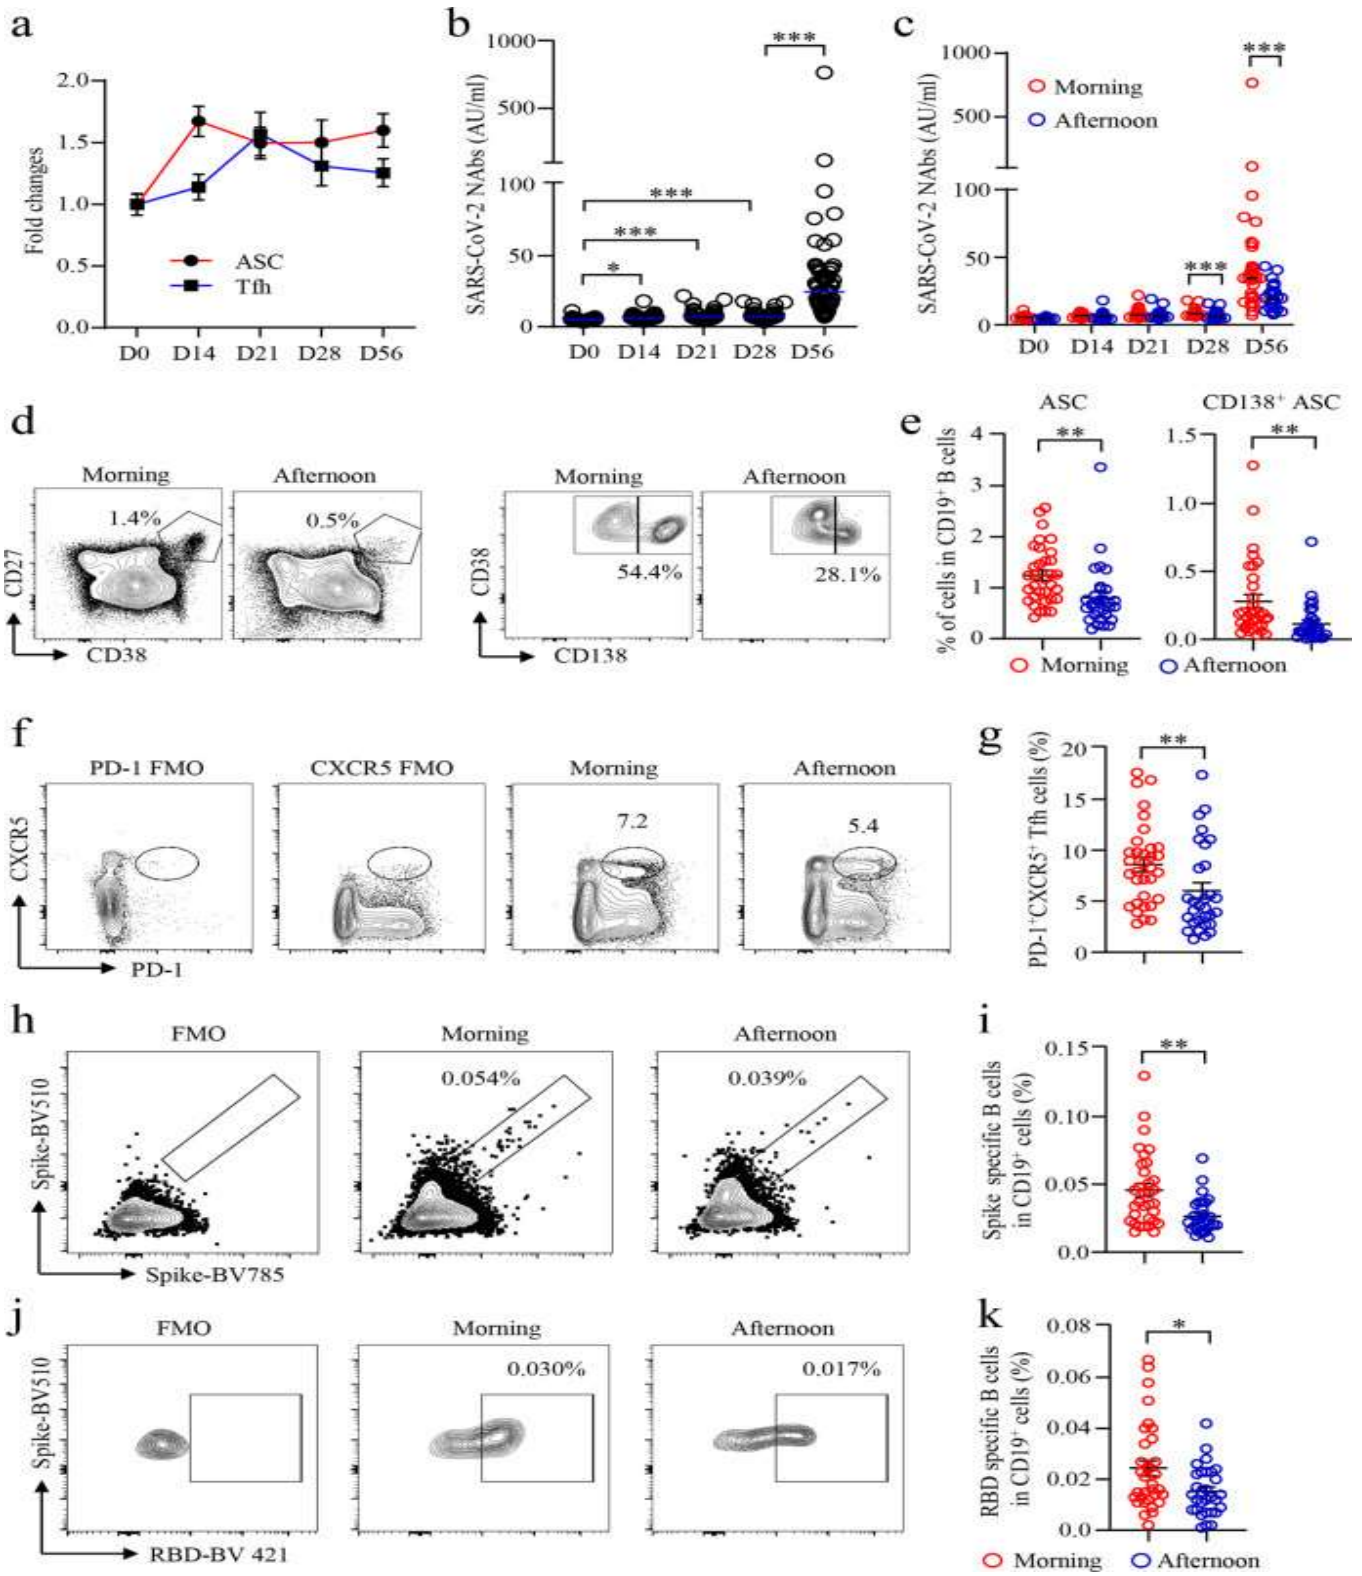 a
2.0
1.5
1.0
0.5
0.0
Fold changes
ASC
Tfh
D0 D14 D21 D28 D56
b
SARS-CoV-2 NAbs (AU/ml)
1000
500
100
50
0
***
***
***
*
D0 D14 D21 D28 D56
c
SARS-CoV-2 NAbs (AU/ml)
1000
500
100
50
0
Morning
Afternoon
***
***
D0 D14 D21 D28 D56
d
Morning Afternoon
1.4% 0.5%
CD27
CD38
Morning Afternoon
54.4% 28.1%
CD38
CD138
e
ASC CD138⁺ ASC
% of cells in CD19⁺ B cells
4
3
2
1
0
**
1.5
1.0
0.5
0.0
**
Morning Afternoon
f
PD-1 FMO CXCR5 FMO Morning Afternoon
7.2 5.4
CXCR5
PD-1
g
PD-1⁺CXCR5⁺ Tfh cells (%)
20
15
10
5
0
**
h
FMO Morning Afternoon
0.054% 0.039%
Spike-BV510
Spike-BV785
i
Spike specific B cells
in CD19⁺ cells (%)
0.15
0.10
0.05
0.0
**
j
FMO Morning Afternoon
0.030% 0.017%
Spike-BV510
RBD-BV 421
k
RBD specific B cells
in CD19⁺ cells (%)
0.08
0.06
0.04
0.02
0.0
*
Morning Afternoon